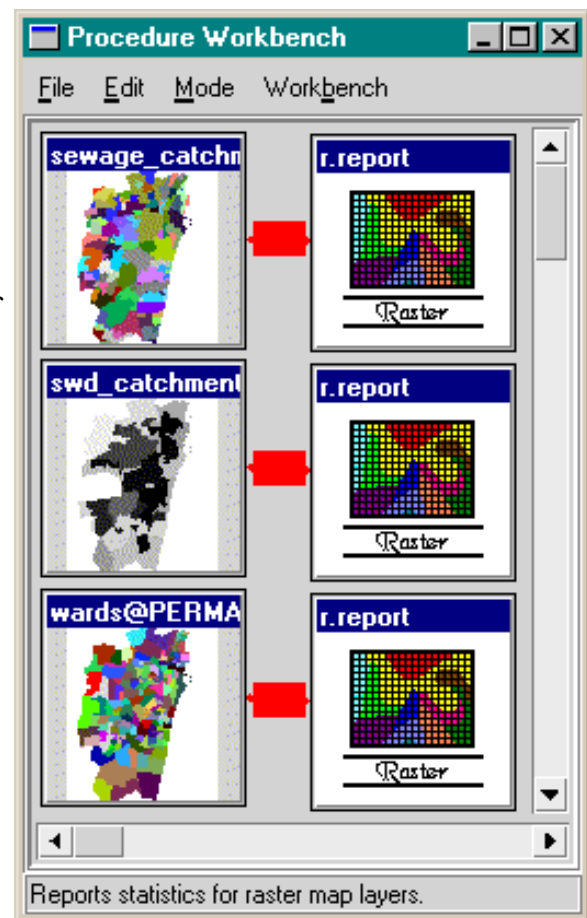 Procedure Workbench
File Edit Mode Workbench
sewage_catchm
r.report
Raster
swd_catchment
r.report
Raster
wards@PERMA
r.report
Raster
Reports statistics for raster map layers.